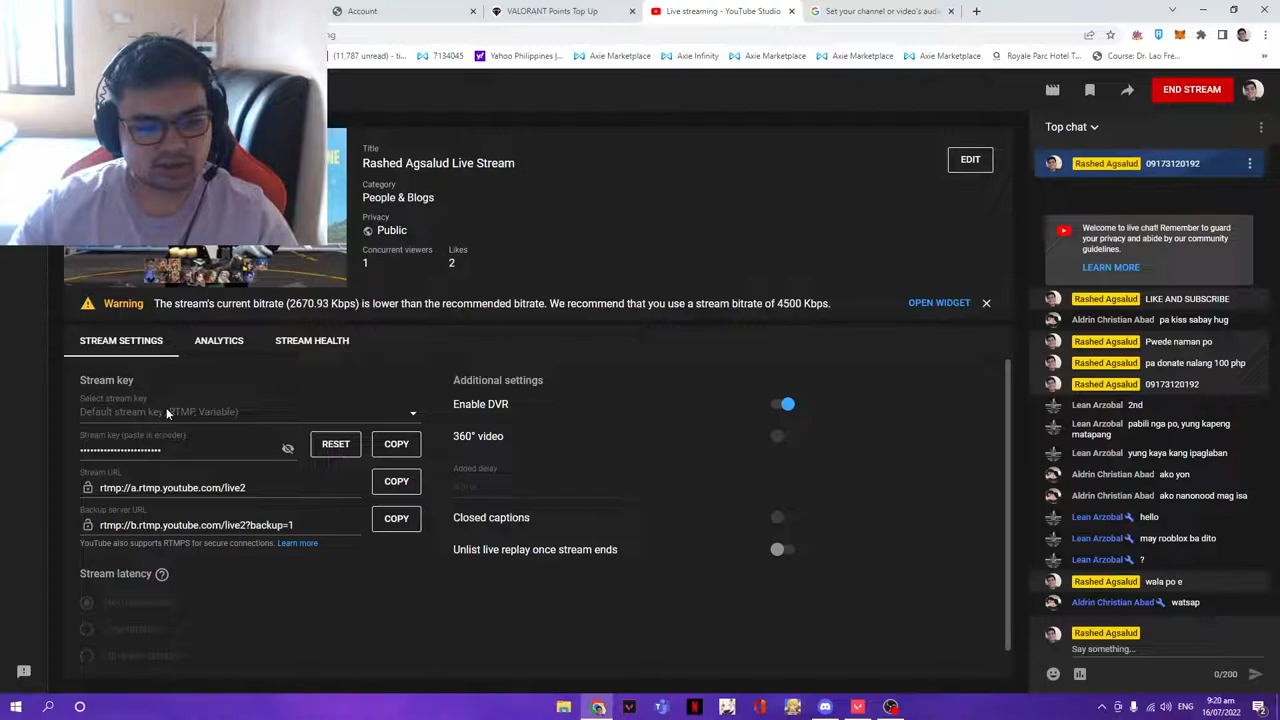 Account
VALORANT Points Top Up
Live streaming - YouTube Studio
Set your channel or video's audie
ng
(11,787 unread) - ti...
7134045
Yahoo Philippines |...
Axie Marketplace
Axie Infinity
Axie Marketplace
Axie Marketplace
Axie Marketplace
Royale Parc Hotel T...
Course: Dr. Lao Fre...
END STREAM
Title
Rashed Agsalud Live Stream
EDIT
Category
People & Blogs
Privacy
Public
Concurrent viewers
Likes
1
2
Warning
The stream's current bitrate (2670.93 Kbps) is lower than the recommended bitrate. We recommend that you use a stream bitrate of 4500 Kbps.
OPEN WIDGET
STREAM SETTINGS
ANALYTICS
STREAM HEALTH
Stream key
Select stream key
Default stream key (RTMP, Variable)
Stream key (paste in encoder)
RESET
COPY
Stream URL
rtmp://a.rtmp.youtube.com/live2
COPY
Backup server URL
rtmp://b.rtmp.youtube.com/live2?backup=1
COPY
YouTube also supports RTMPS for secure connections. Learn more
Stream latency
Additional settings
Enable DVR
360° video
Added delay
Closed captions
Unlist live replay once stream ends
Top chat
Rashed Agsalud 09173120192
Welcome to live chat! Remember to guard
your privacy and abide by our community
guidelines.
LEARN MORE
Rashed Agsalud LIKE AND SUBSCRIBE
Aldrin Christian Abad pa kiss sabay hug
Rashed Agsalud Pwede naman po
Rashed Agsalud pa donate nalang 100 php
Rashed Agsalud 09173120192
Lean Arzobal 2nd
Lean Arzobal pabili nga po, yung kaya kang ipaglaban
Aldrin Christian Abad
matapang
Lean Arzobal yung kaya kang ipaglaban
Aldrin Christian Abad ako yon
Aldrin Christian Abad ako nanonood mag isa
Lean Arzobal hello
Lean Arzobal may rooblox ba dito
Lean Arzobal ?
Rashed Agsalud wala po e
Aldrin Christian Abad watsap
Rashed Agsalud
Say something...
0/200
ENG
9:20 am
16/07/2022